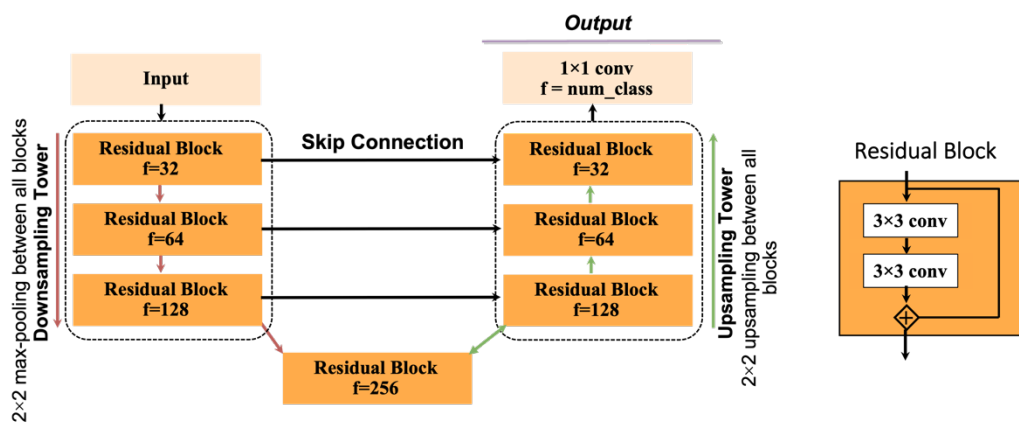 Output
Input
1×1 conv
f = num_class
2×2 max-pooling between all blocks
Downsampling Tower
Residual Block
f=32
Residual Block
f=64
Residual Block
f=128
Skip Connection
Residual Block
f=256
Residual Block
f=32
Residual Block
f=64
Residual Block
f=128
Upsampling Tower
2×2 upsampling between all
blocks
Residual Block
3×3 conv
3×3 conv